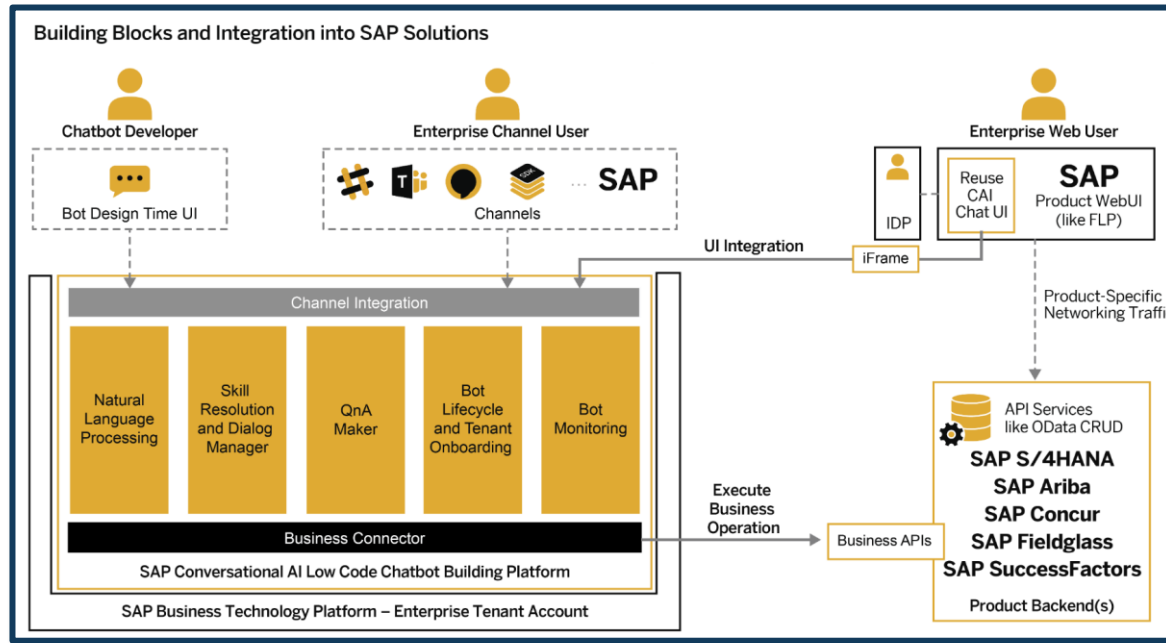 Building Blocks and Integration into SAP Solutions
Chatbot Developer
Enterprise Channel User
Enterprise Web User
Bot Design Time UI
T
SDK
...
SAP
Channels
IDP
Reuse
CAI
Chat UI
SAP
Product WebUI
(like FLP)
UI Integration
iFrame
Product-Specific
Networking Traffi
Channel Integration
Natural
Language
Processing
Skill
Resolution
and Dialog
Manager
QnA
Maker
Bot
Lifecycle
and Tenant
Onboarding
Bot
Monitoring
Business Connector
SAP Conversational AI Low Code Chatbot Building Platform
SAP Business Technology Platform – Enterprise Tenant Account
Execute
Business
Operation
Business APIs
API Services
like OData CRUD
SAP S/4HANA
SAP Ariba
SAP Concur
SAP Fieldglass
SAP SuccessFactors
Product Backend(s)